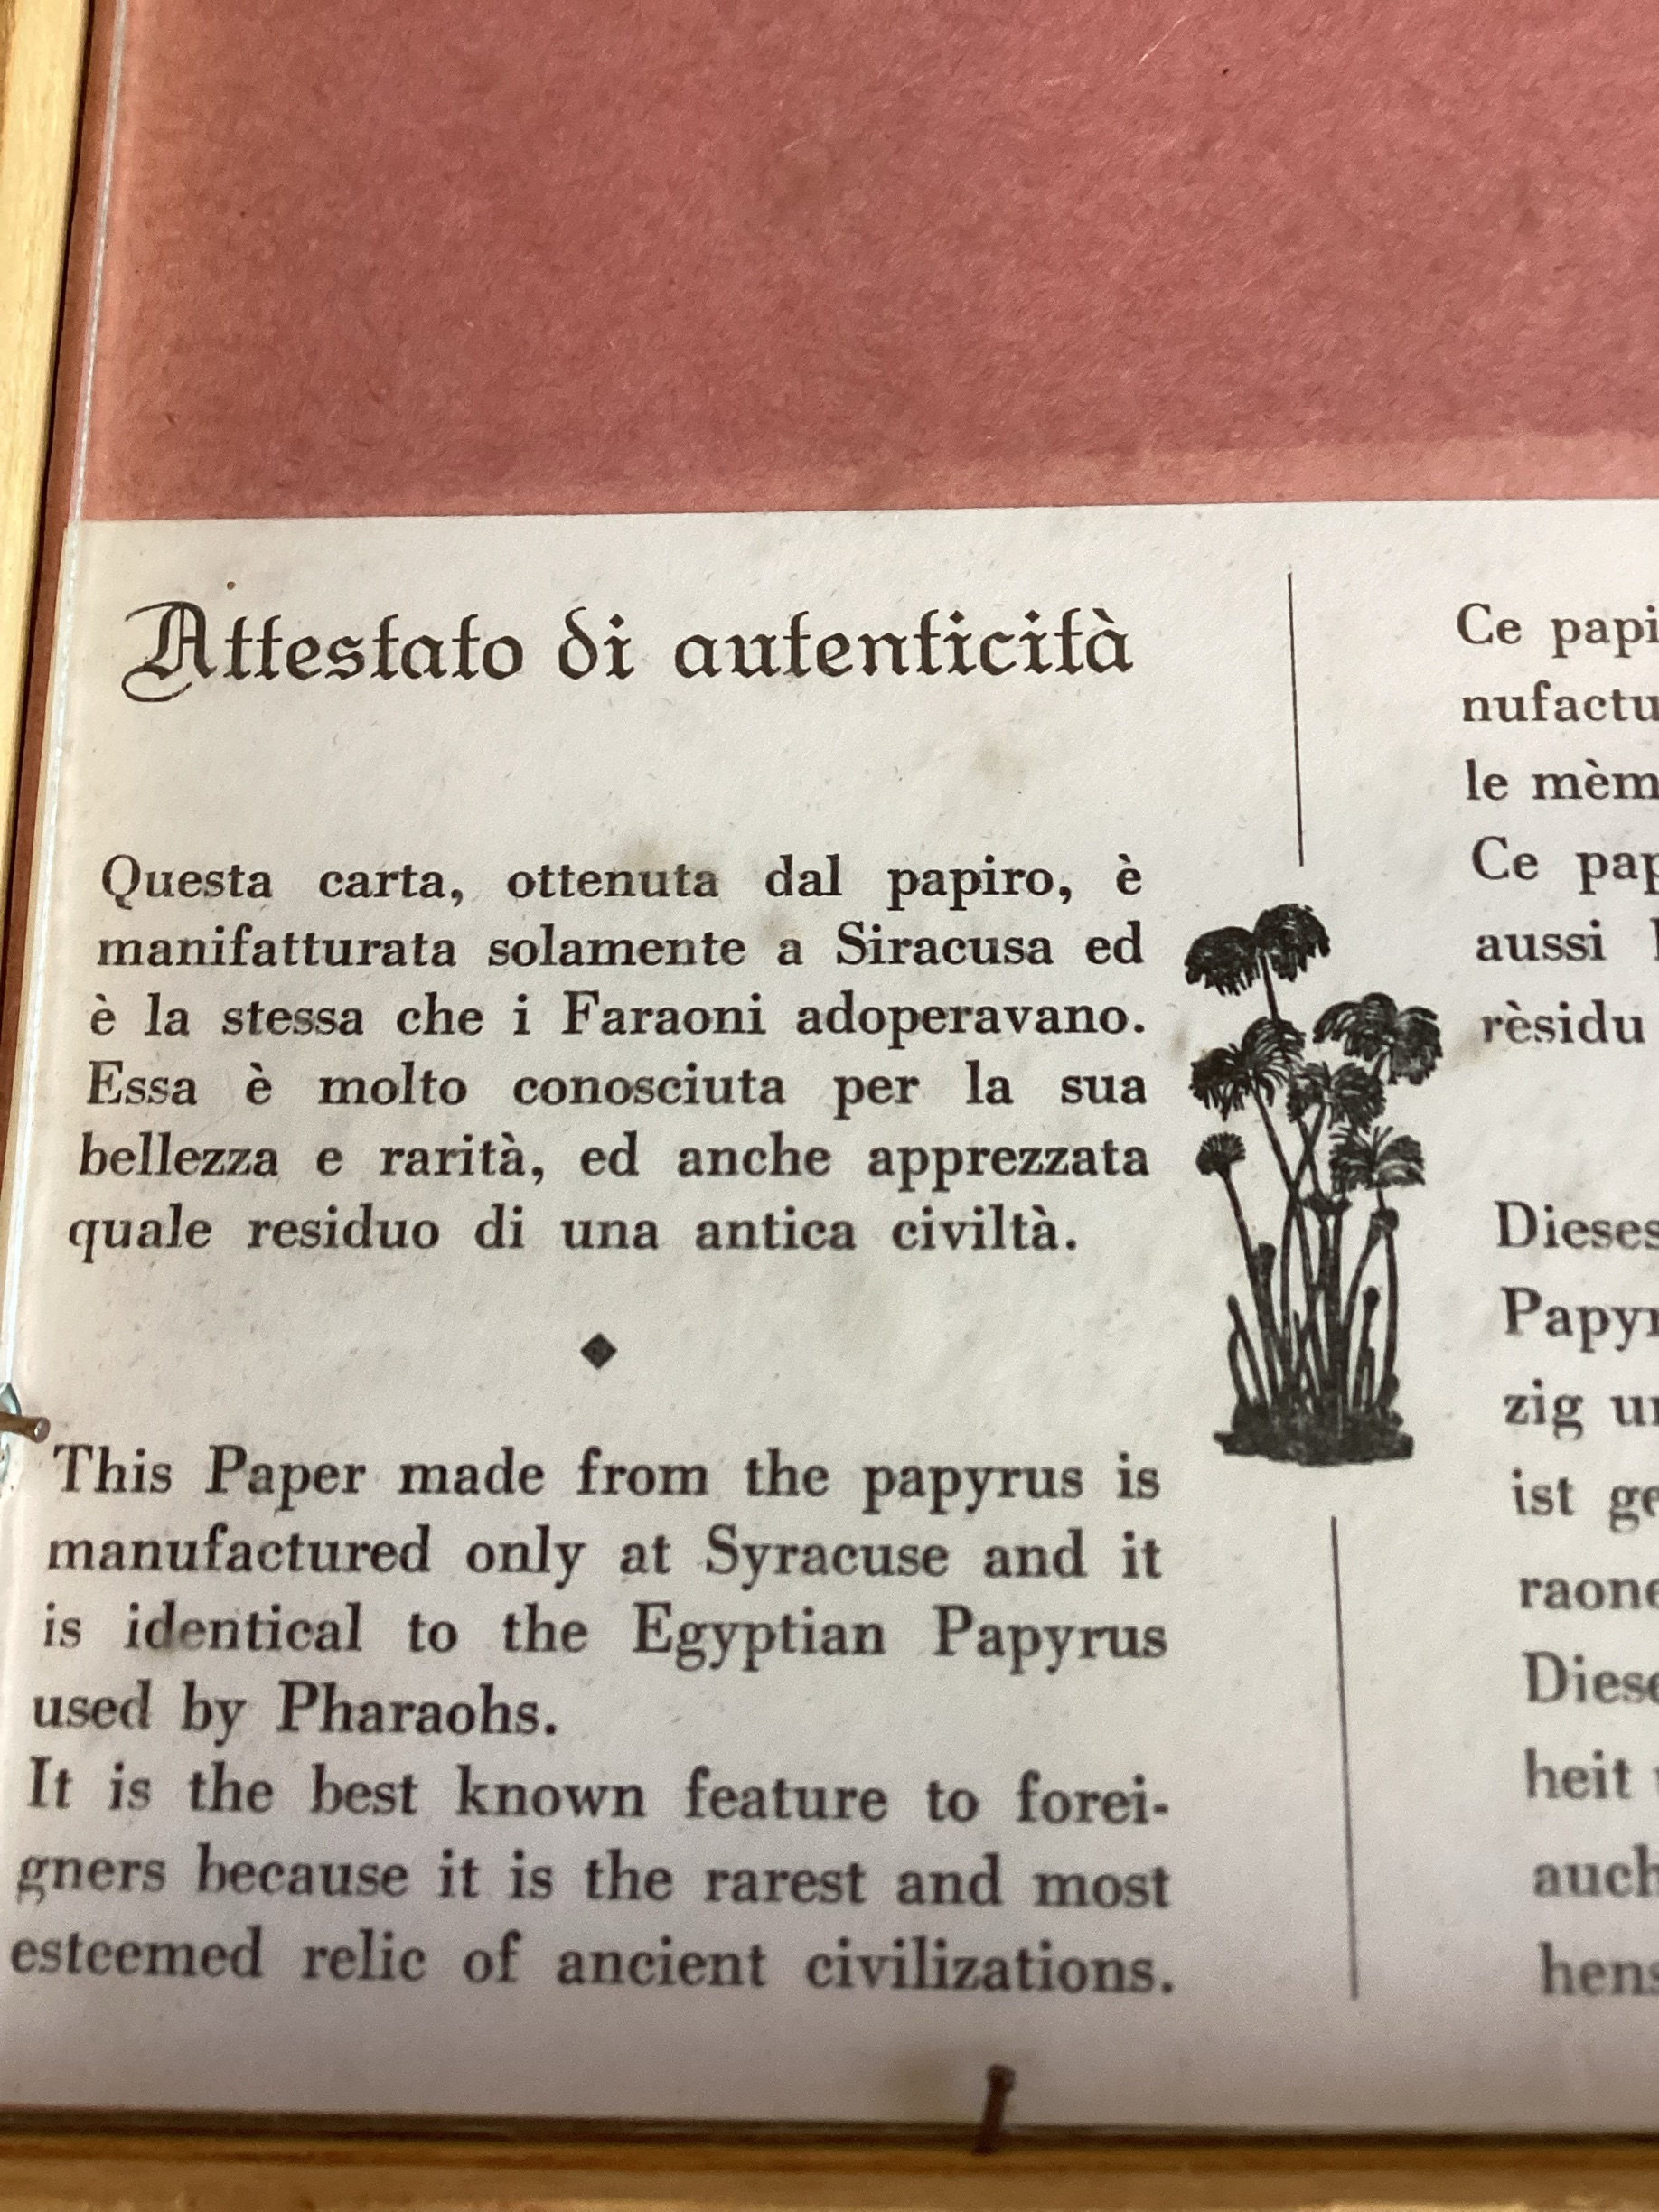 Attestato di autenticità
Questa carta, ottenuta dal papiro, è
manifatturata solamente a Siracusa ed
è la stessa che i Faraoni adoperavano.
Essa è molto conosciuta per la sua
bellezza e rarità, ed anche apprezzata
quale residuo di una antica civiltà.
This Paper made from the papyrus is
manufactured only at Syracuse and it
is identical to the Egyptian Papyrus
used by Pharaohs.
It is the best known feature to forei-
gners because it is the rarest and most
esteemed relic of ancient civilizations.
Ce
le
Ce
aussi
rèsidu
Dieses
zig
ist
heit
auch